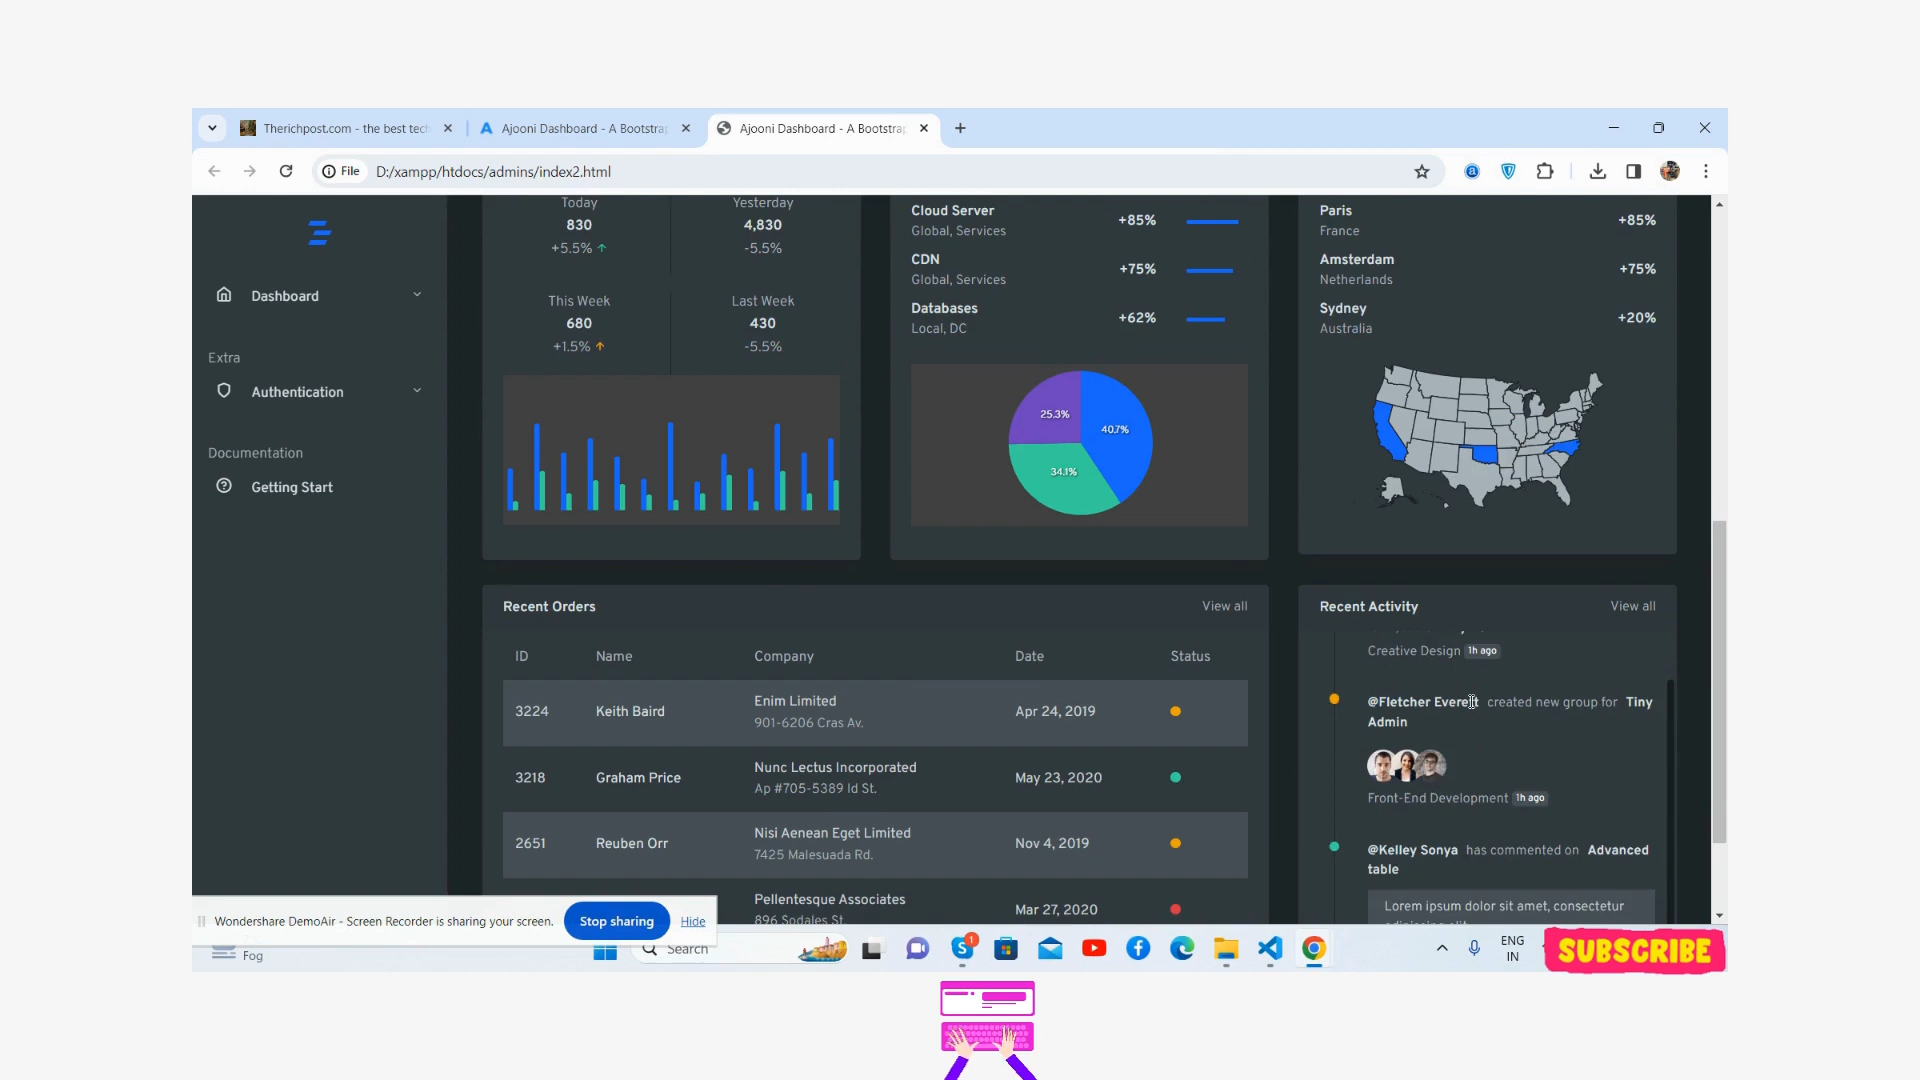 Therichpost.com - the best tech
Ajooni Dashboard - A Bootstrap
Ajooni Dashboard - A Bootstrap
File
D:/xampp/htdocs/admins/index2.html
Dashboard
Extra
Authentication
Documentation
Getting Start
Today
830
+5.5%
Yesterday
4,830
-5.5%
This Week
680
+1.5%
Last Week
430
-5.5%
Cloud Server
Global, Services
+85%
CDN
Global, Services
+75%
Databases
Local, DC
+62%
25.3%
40.7%
34.1%
Paris
France
+85%
Amsterdam
Netherlands
+75%
Sydney
Australia
+20%
Recent Orders
View all
ID Name Company Date Status
3224 Keith Baird Enim Limited Apr 24, 2019
901-6206 Cras Av.
3218 Graham Price Nunc Lectus Incorporated May 23, 2020
Ap #705-5389 Id St.
2651 Reuben Orr Nisi Aenean Eget Limited Nov 4, 2019
7425 Malesuada Rd.
Pellentesque Associates Mar 27, 2020
896 Sodales St.
Recent Activity
View all
Creative Design 1h ago
@Fletcher Everett created new group for Tiny
Admin
Front-End Development 1h ago
@Kelley Sonya has commented on Advanced
table
Lorem ipsum dolor sit amet, consectetur
Wondershare DemoAir - Screen Recorder is sharing your screen.
Stop sharing
Hide
Fog
Search
1
ENG
IN
SUBSCRIBE